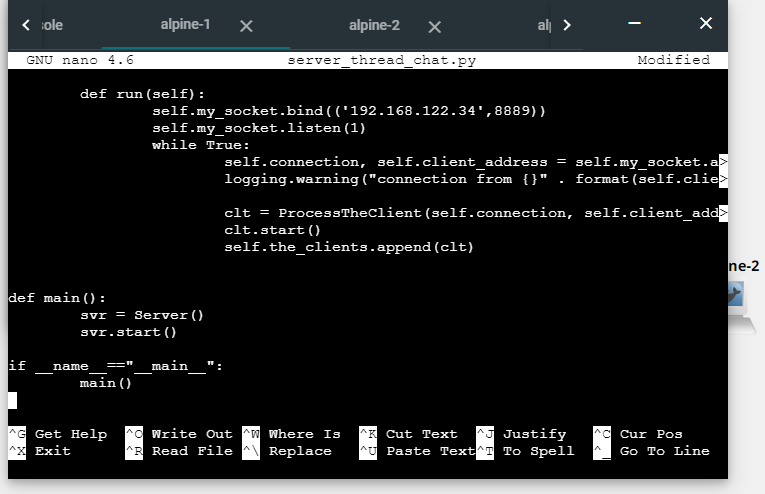 ole alpine-1 alpine-2
GNU nano 4.6 server_thread_chat.py Modified
def run(self):
self.my_socket.bind(('192.168.122.34',8889))
self.my_socket.listen(1)
while True:
self.connection, self.client_address = self.my_socket.a>
logging.warning("connection from {}" . format(self.clie>
clt = ProcessTheClient(self.connection, self.client_add>
clt.start()
self.the_clients.append(clt)
def main():
svr = Server()
svr.start()
if __name__=="__main__":
main()
^G Get Help ^O Write Out ^W Where Is ^K Cut Text ^J Justify ^C Cur Pos
^X Exit ^R Read File ^\ Replace ^U Paste Text ^T To Spell ^_ Go To Line
ne-2